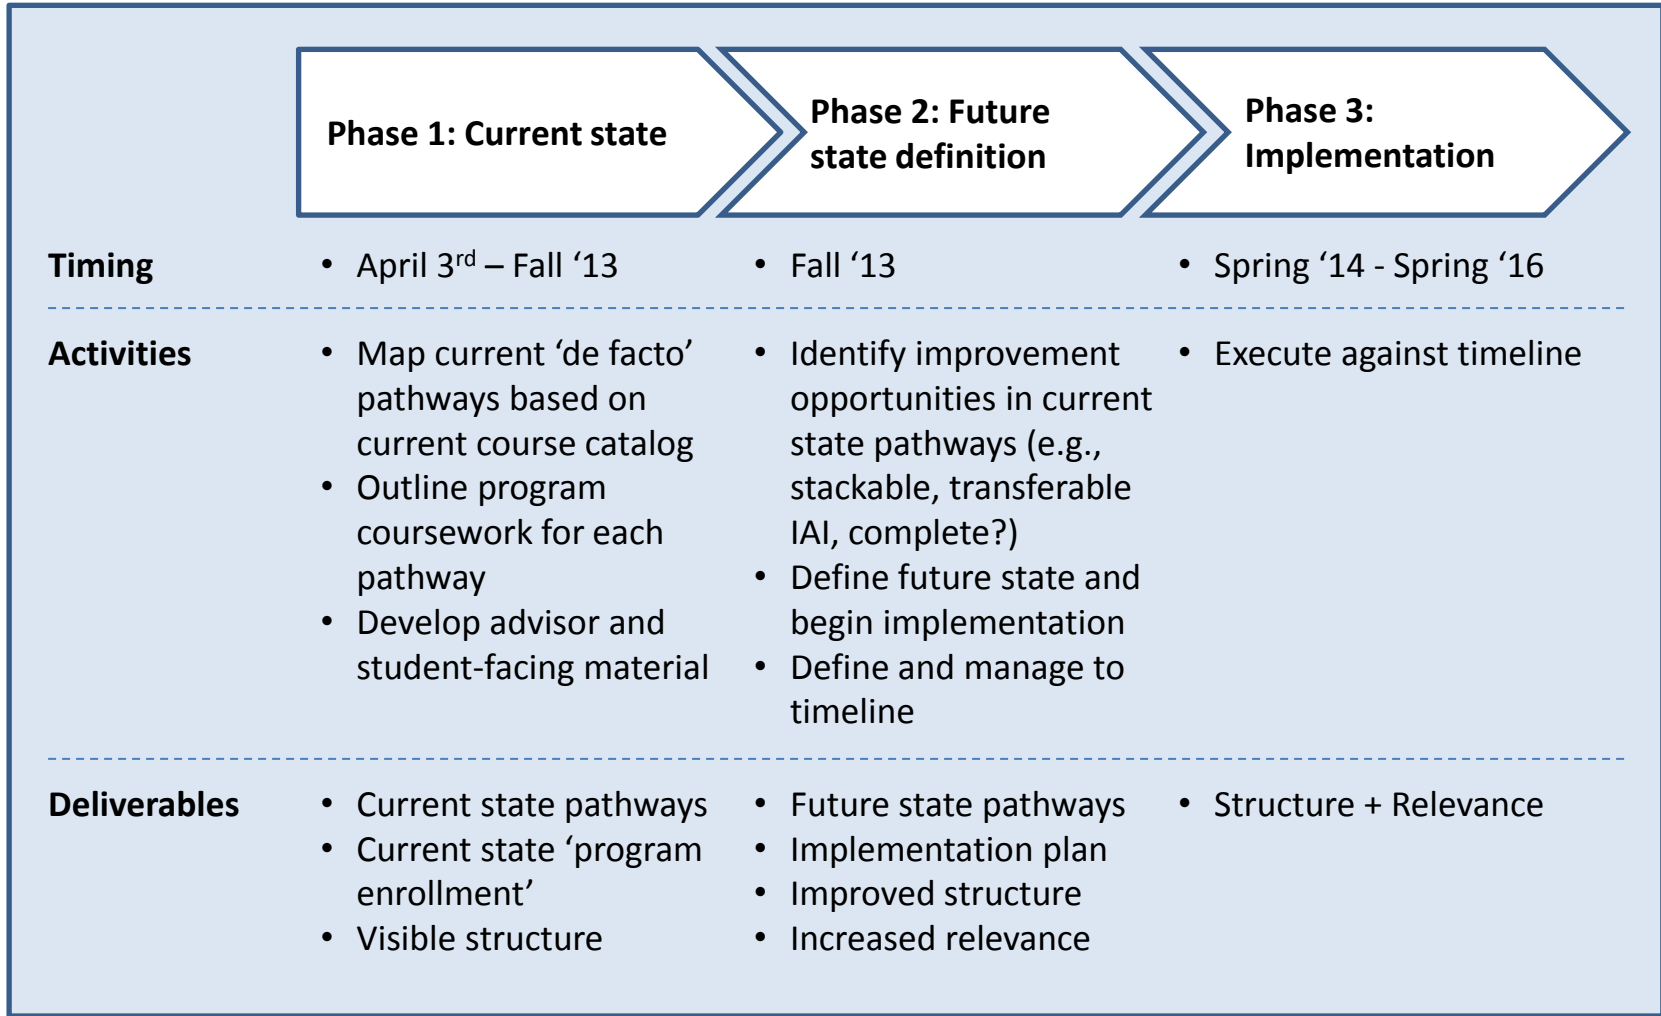 Phase 1: Current state
Phase 2: Future
state definition
Phase 3:
Implementation
Timing
• April 3rd – Fall ‘13
• Fall ‘13
• Spring ‘14 - Spring ‘16
Activities
• Map current ‘de facto’
pathways based on
current course catalog
• Outline program
coursework for each
pathway
• Develop advisor and
student-facing material
• Identify improvement
opportunities in current
state pathways (e.g.,
stackable, transferable
IAI, complete?)
• Define future state and
begin implementation
• Define and manage to
timeline
• Execute against timeline
Deliverables
• Current state pathways
• Current state ‘program
enrollment’
• Visible structure
• Future state pathways
• Implementation plan
• Improved structure
• Increased relevance
• Structure + Relevance